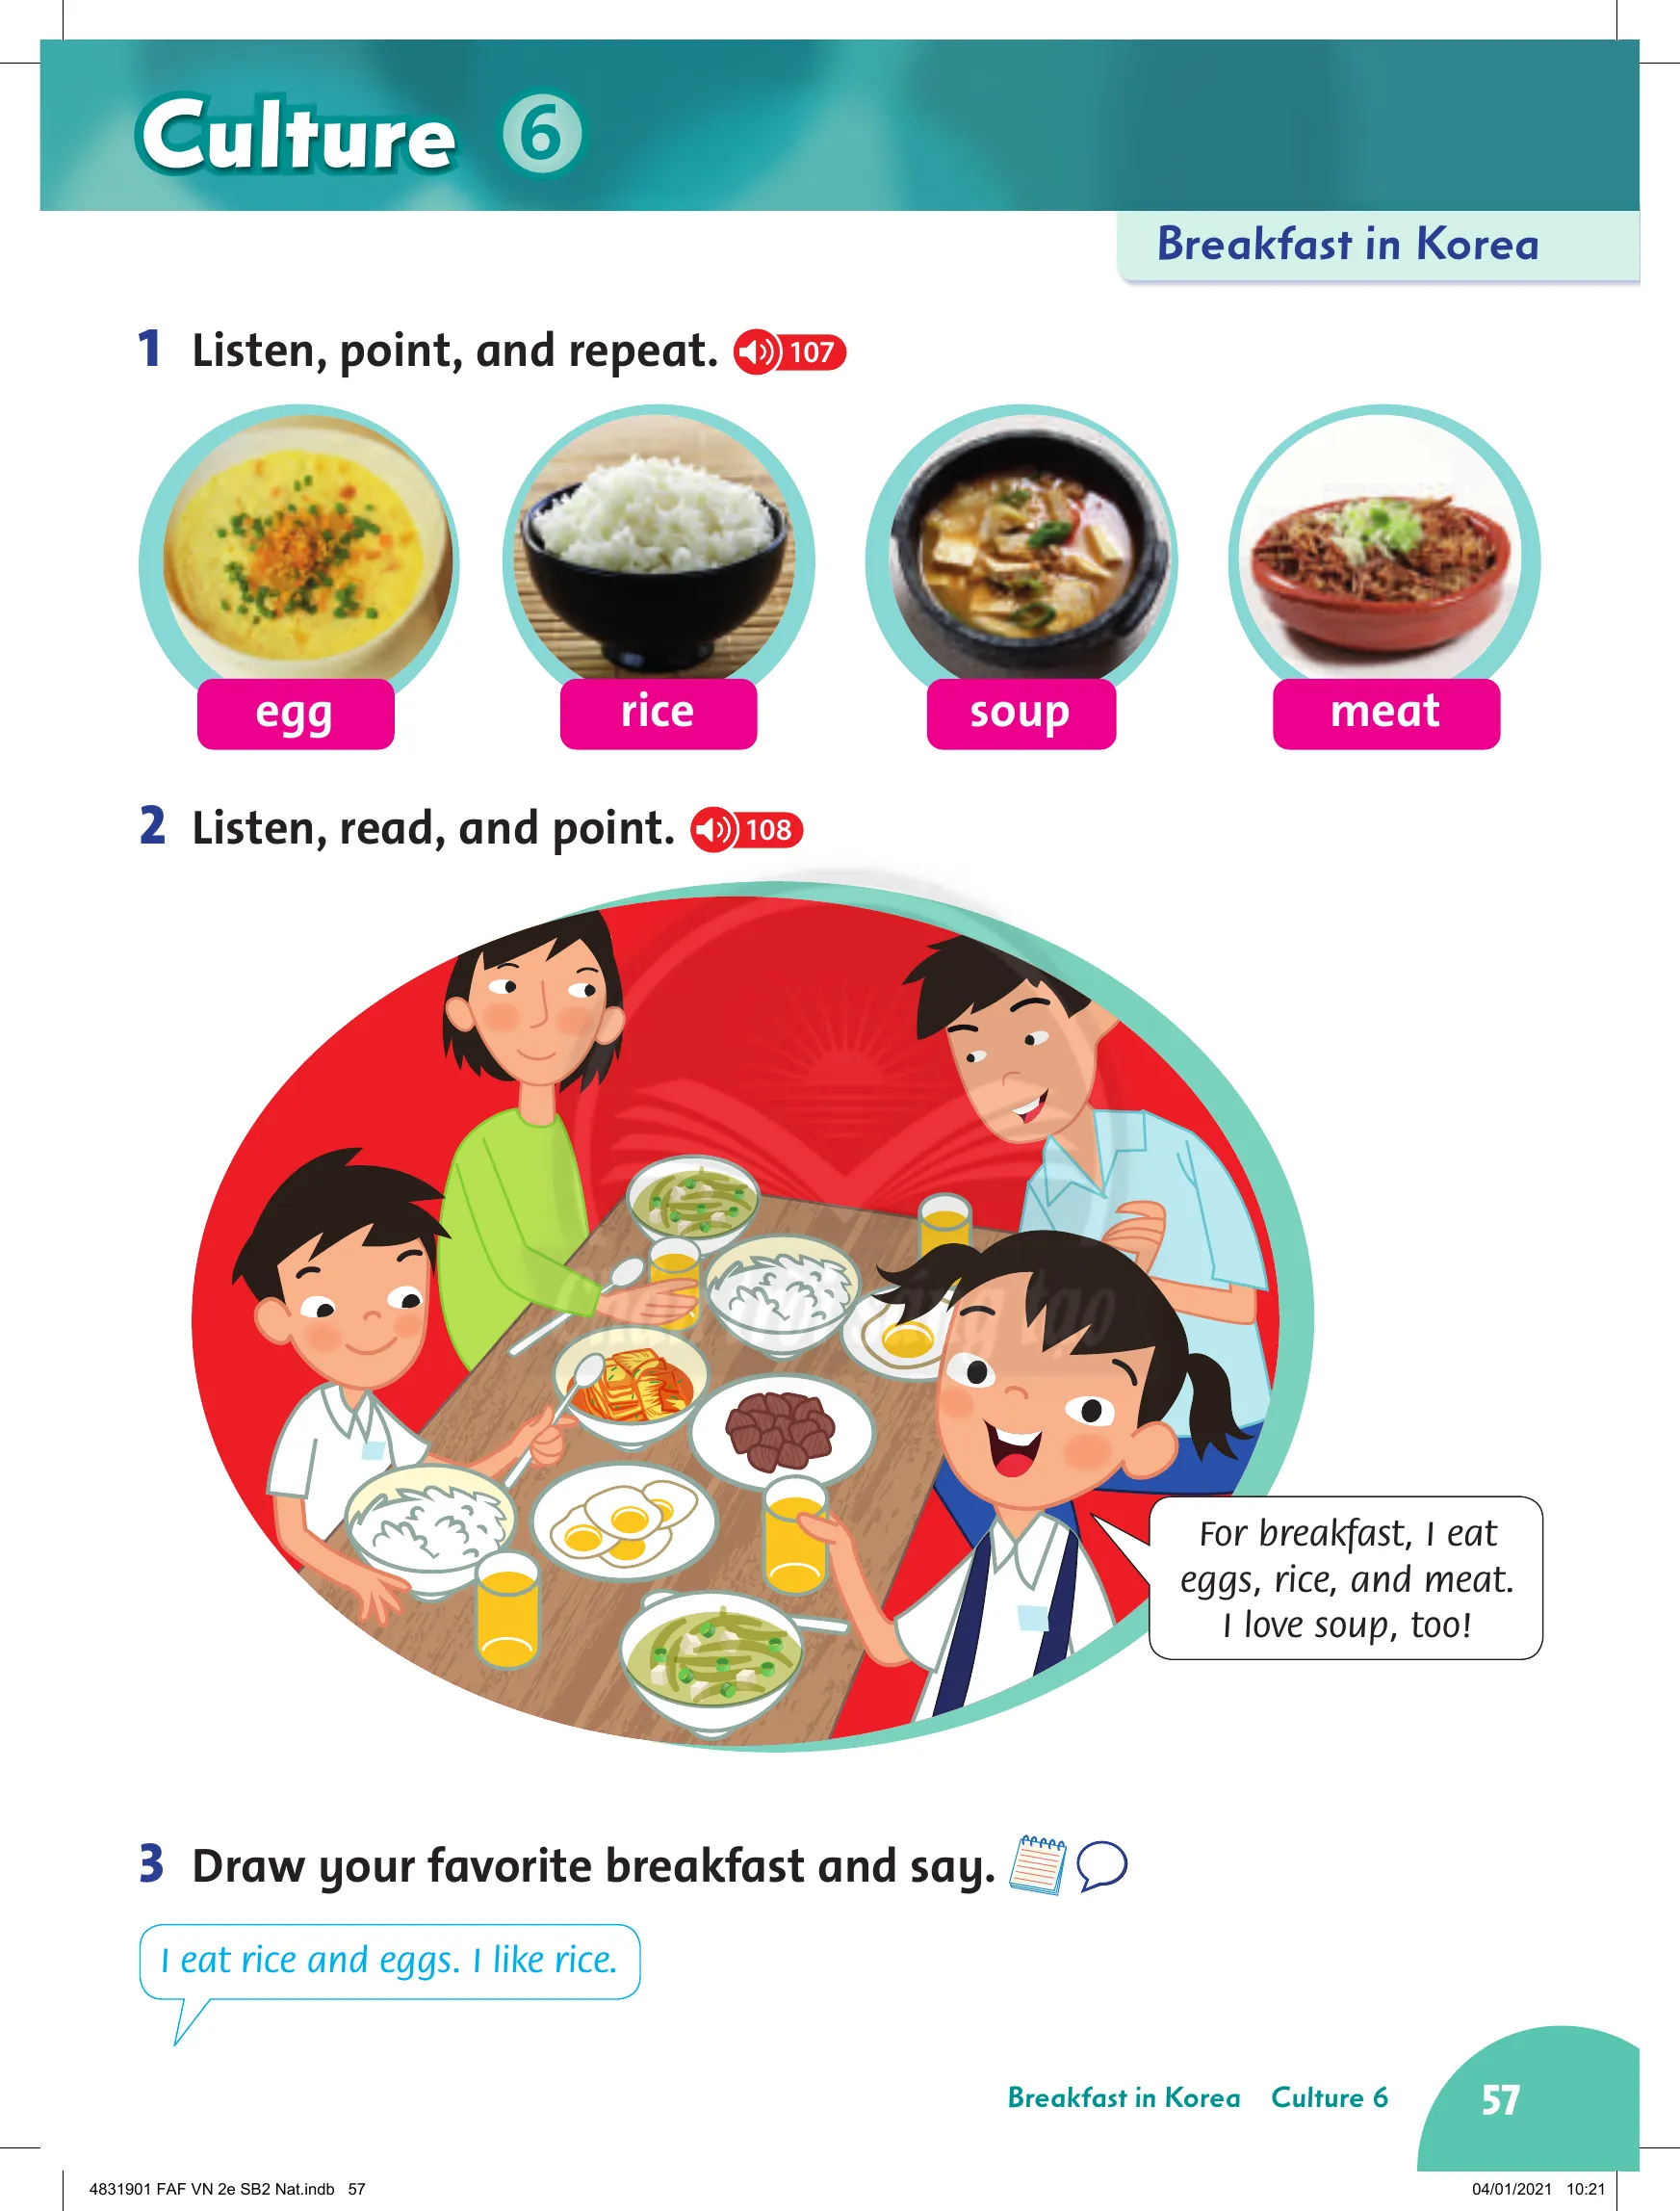 Culture 6
Breakfast in Korea
1 Listen, point, and repeat. 107
egg
rice
soup
meat
2 Listen, read, and point. 108
For breakfast, I eat
eggs, rice, and meat.
I love soup, too!
3 Draw your favorite breakfast and say.
I eat rice and eggs. I like rice.
Breakfast in Korea Culture 6
57
4831901 FAF VN 2e SB2 Nat.indb 57
04/01/2021 10:21